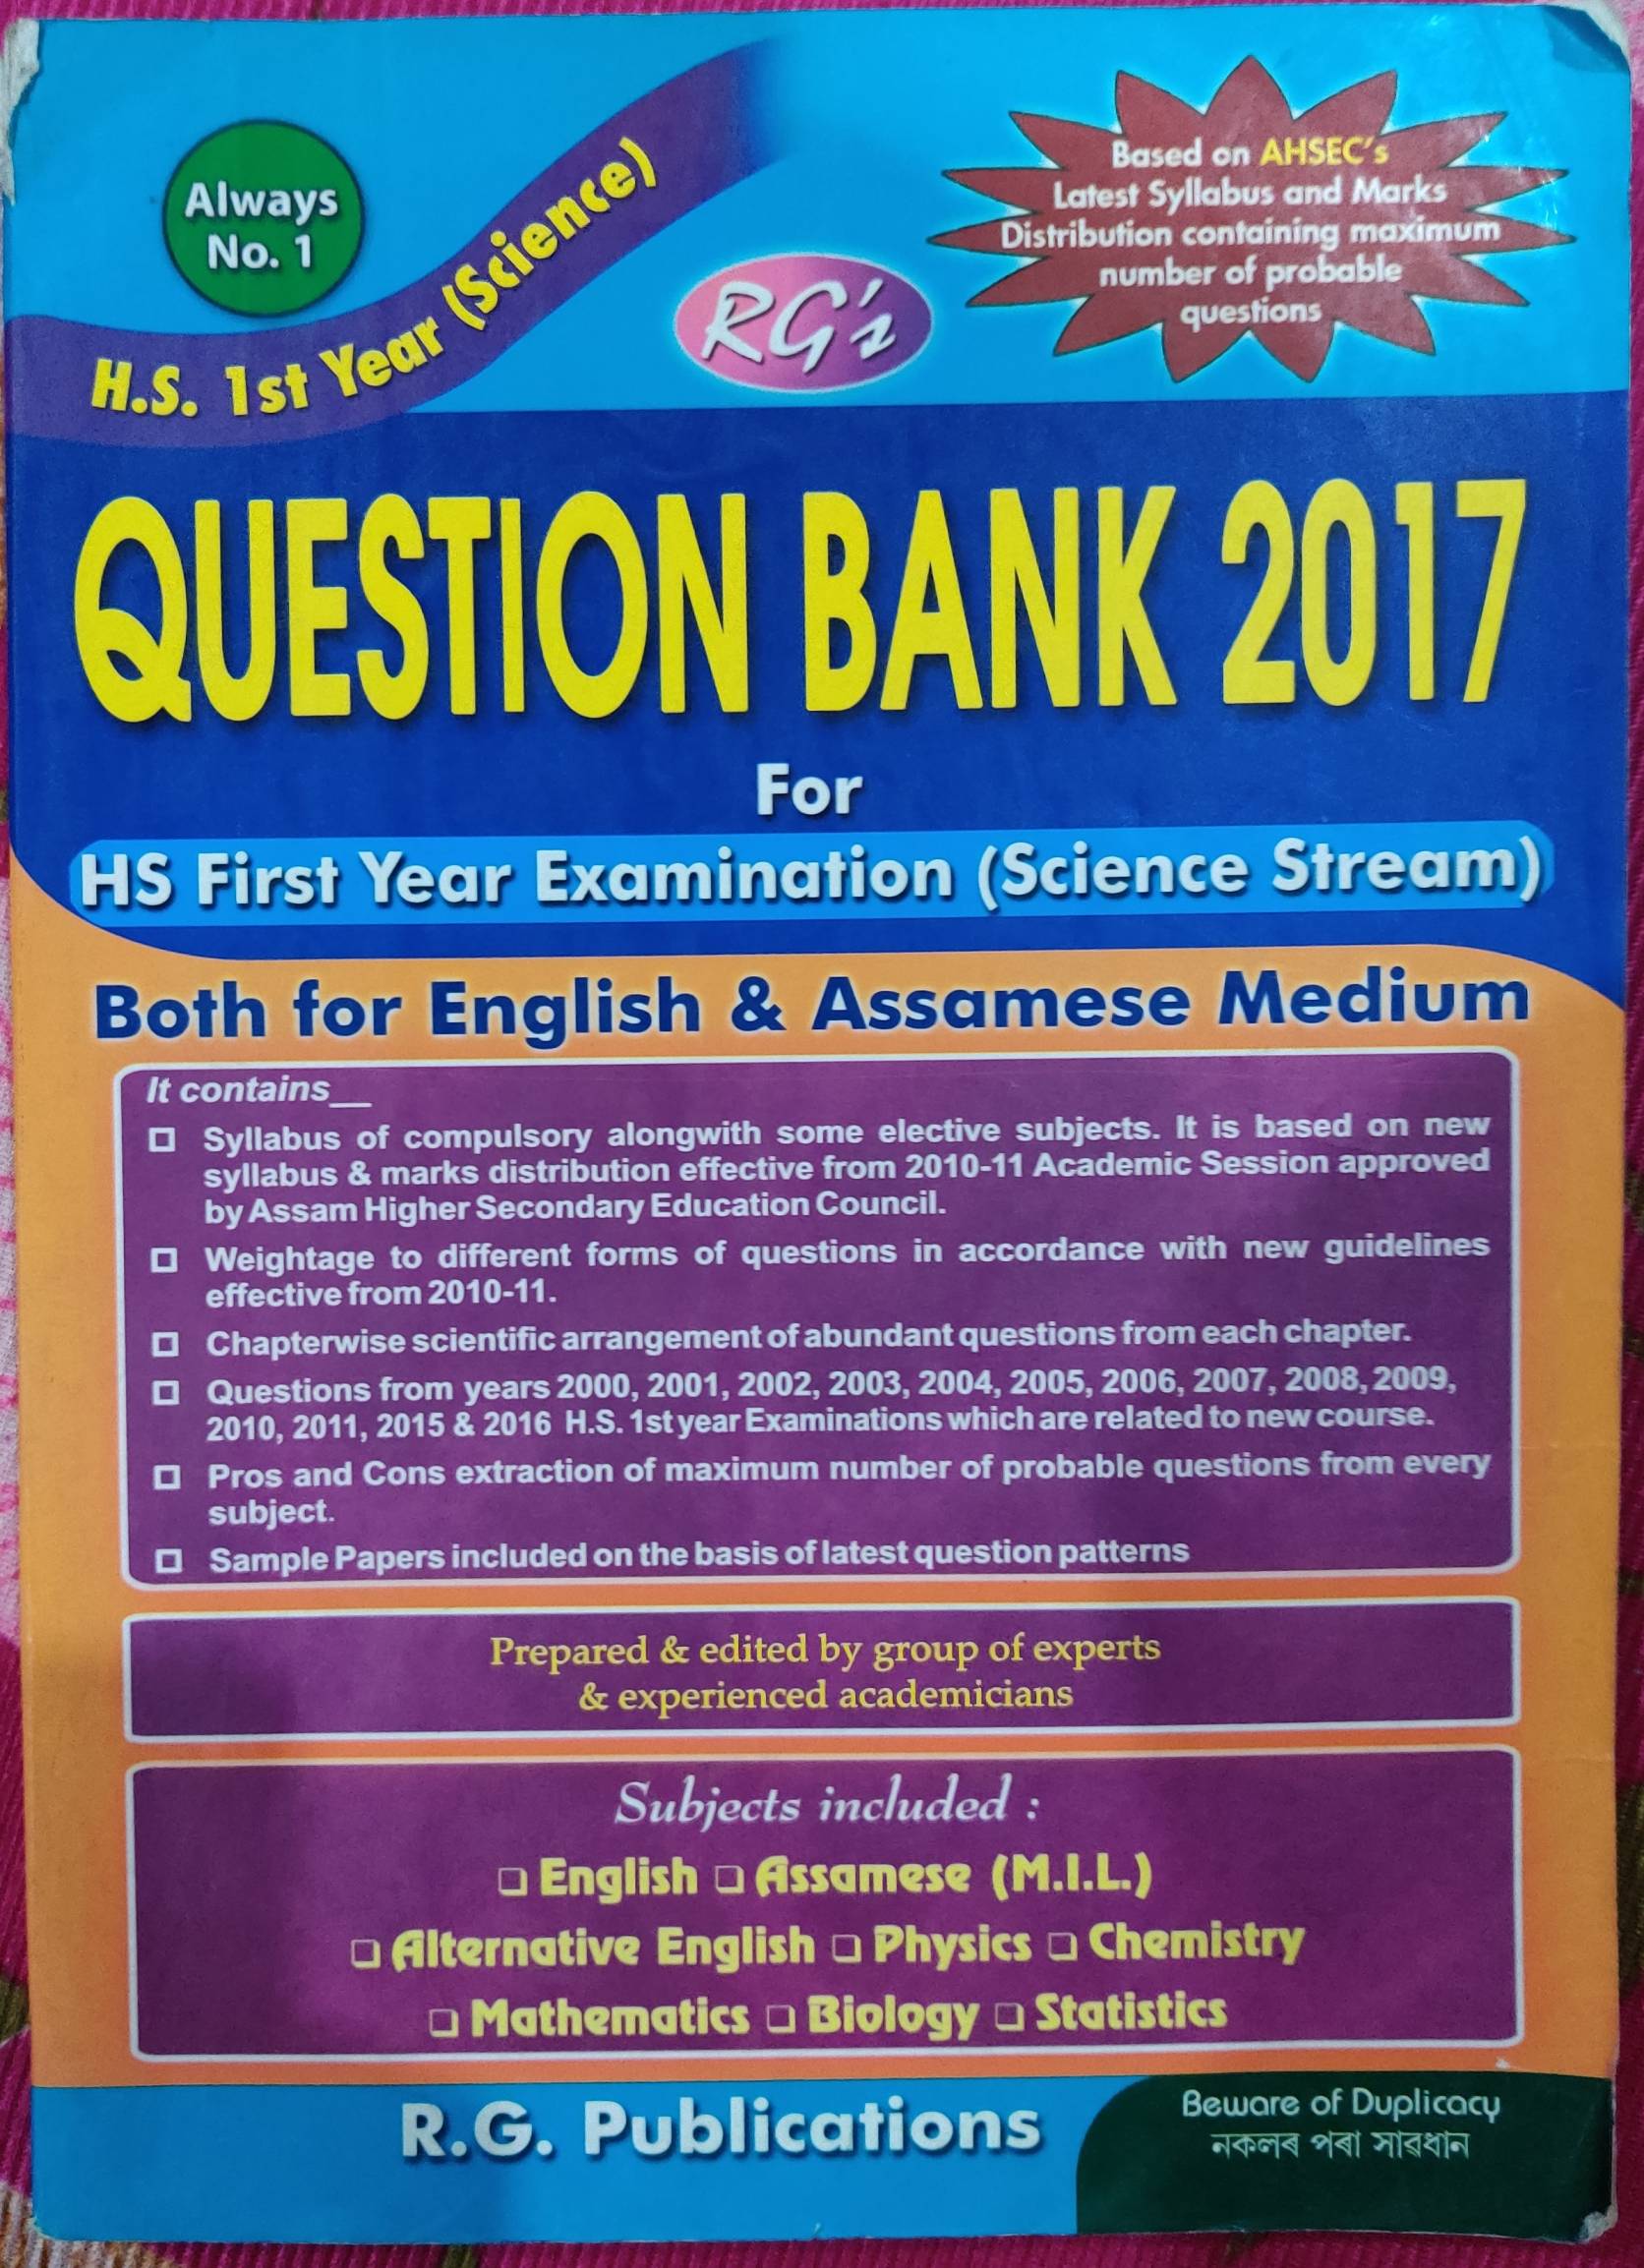 Always
No. 1
H.S. 1st Year (Science)
RG's
Based on AHSEC's
Latest Syllabus and Marks
Distribution containing maximum
number of probable
questions
QUESTION BANK 2017
For
HS First Year Examination (Science Stream)
Both for English & Assamese Medium
It contains__
Syllabus of compulsory alongwith some elective subjects. It is based on new
syllabus & marks distribution effective from 2010-11 Academic Session approved
by Assam Higher Secondary Education Council.
Weightage to different forms of questions in accordance with new guidelines
effective from 2010-11.
Chapterwise scientific arrangement of abundant questions from each chapter.
Questions from years 2000, 2001, 2002, 2003, 2004, 2005, 2006, 2007, 2008, 2009,
2010, 2011, 2015 & 2016 H.S. 1st year Examinations which are related to new course.
Pros and Cons extraction of maximum number of probable questions from every
subject.
Sample Papers included on the basis of latest question patterns
Prepared & edited by group of experts
& experienced academicians
Subjects included :
❑ English ❑ Assamese (M.I.L.)
❑ Alternative English ❑ Physics ❑ Chemistry
❑ Mathematics ❑ Biology ❑ Statistics
R.G. Publications
Beware of Duplicacy
নকলৰ পৰা সাৱধান